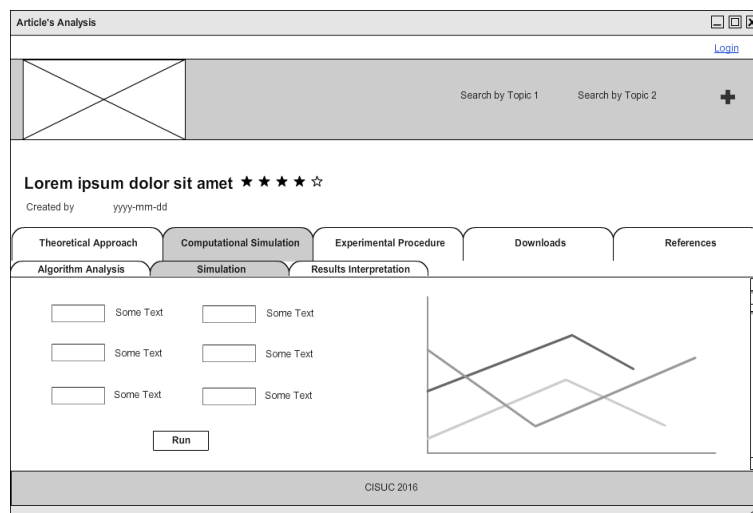 Article's Analysis
Login
Search by Topic 1 Search by Topic 2
Lorem ipsum dolor sit amet
Created by yyyy-mm-dd
Theoretical Approach Computational Simulation Experimental Procedure Downloads References
Algorithm Analysis Simulation Results Interpretation
Some Text Some Text
Some Text Some Text
Some Text Some Text
Run
CISUC 2016